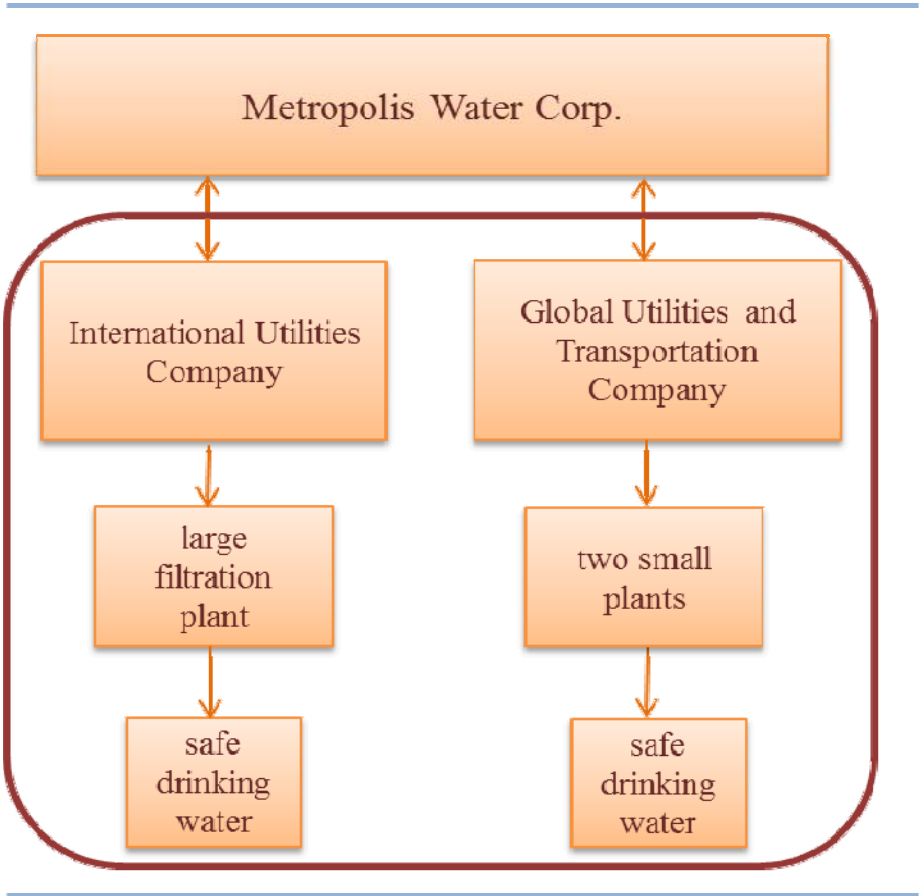 Metropolis Water Corp.
International Utilities
Company
Global Utilities and
Transportation
Company
large
filtration
plant
two small
plants
safe
drinking
water
safe
drinking
water